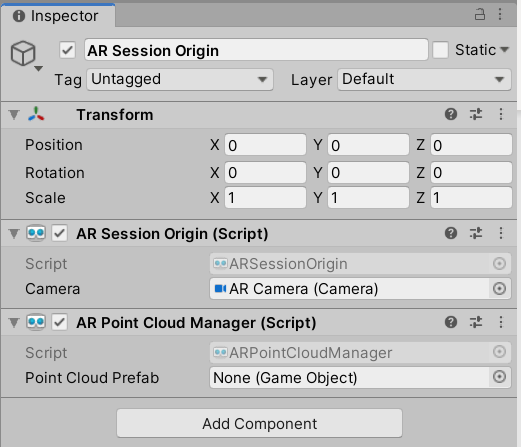 Inspector
AR Session Origin Static
Tag Untagged Layer Default
Transform
Position X 0 Y 0 Z 0
Rotation X 0 Y 0 Z 0
Scale X 1 Y 1 Z 1
AR Session Origin (Script)
Script ARSessionOrigin
Camera AR Camera (Camera)
AR Point Cloud Manager (Script)
Script ARPointCloudManager
Point Cloud Prefab None (Game Object)
Add Component